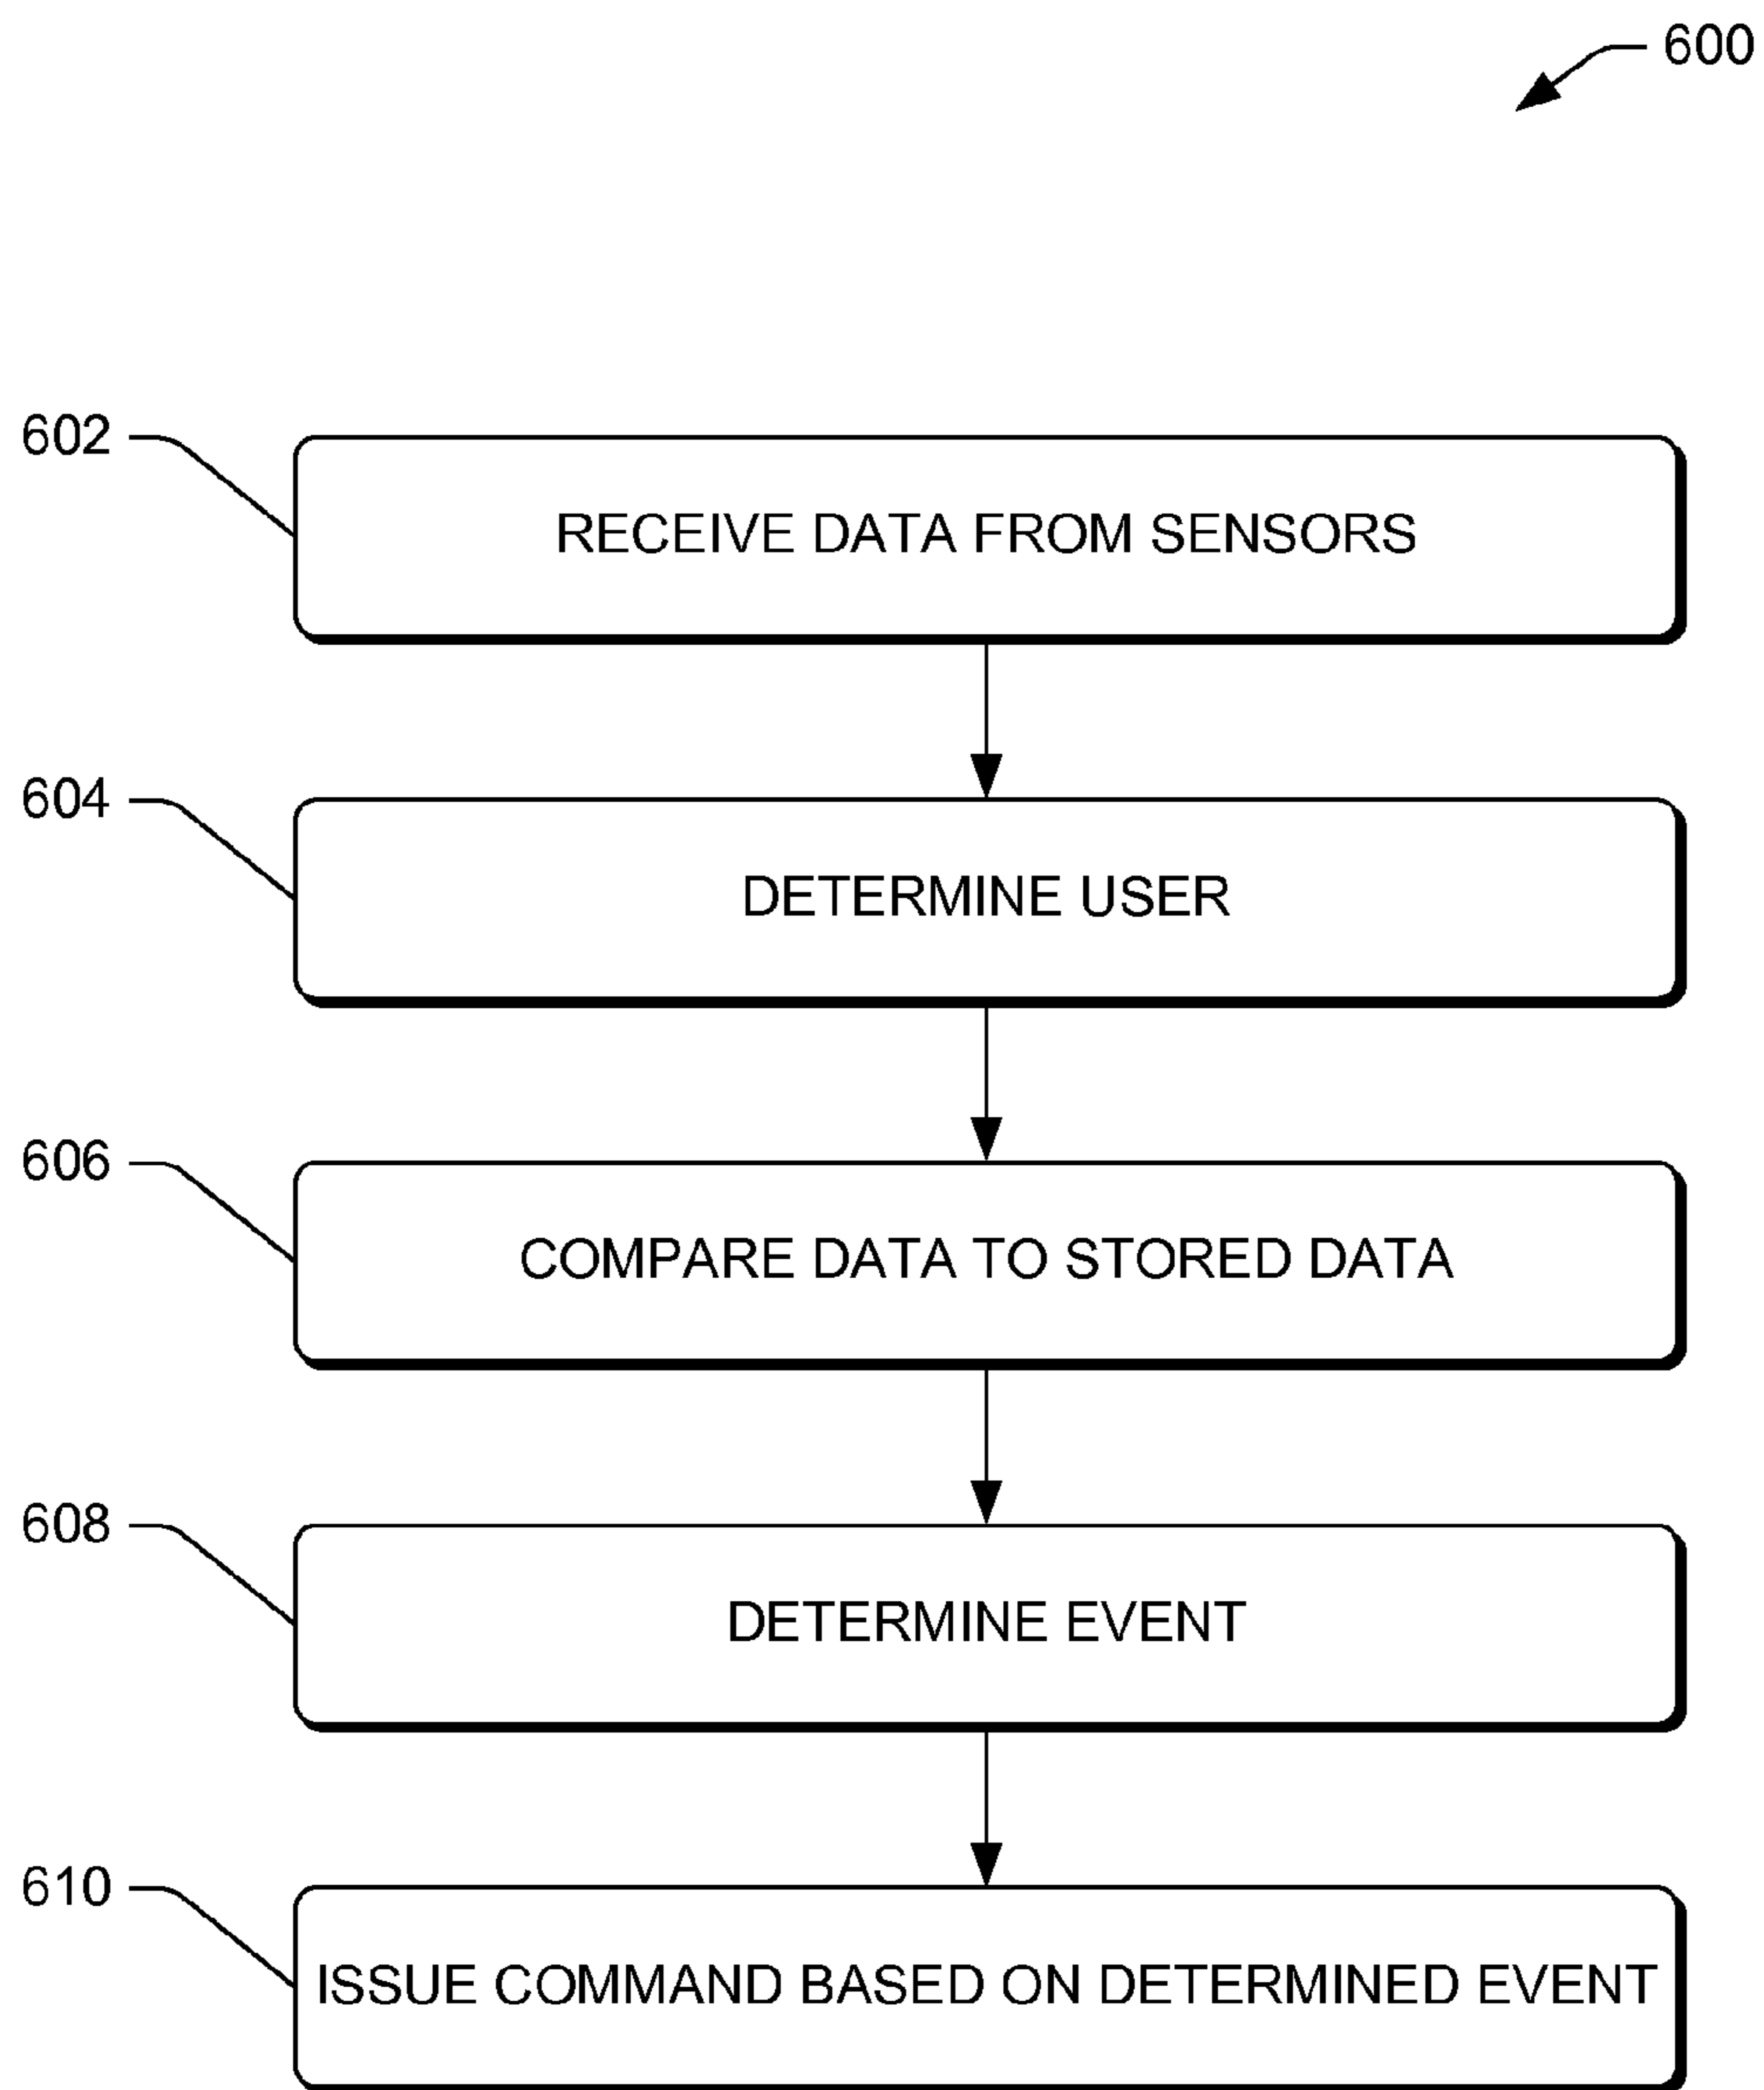 600
602
RECEIVE DATA FROM SENSORS
604
DETERMINE USER
606
COMPARE DATA TO STORED DATA
608
DETERMINE EVENT
610
ISSUE COMMAND BASED ON DETERMINED EVENT